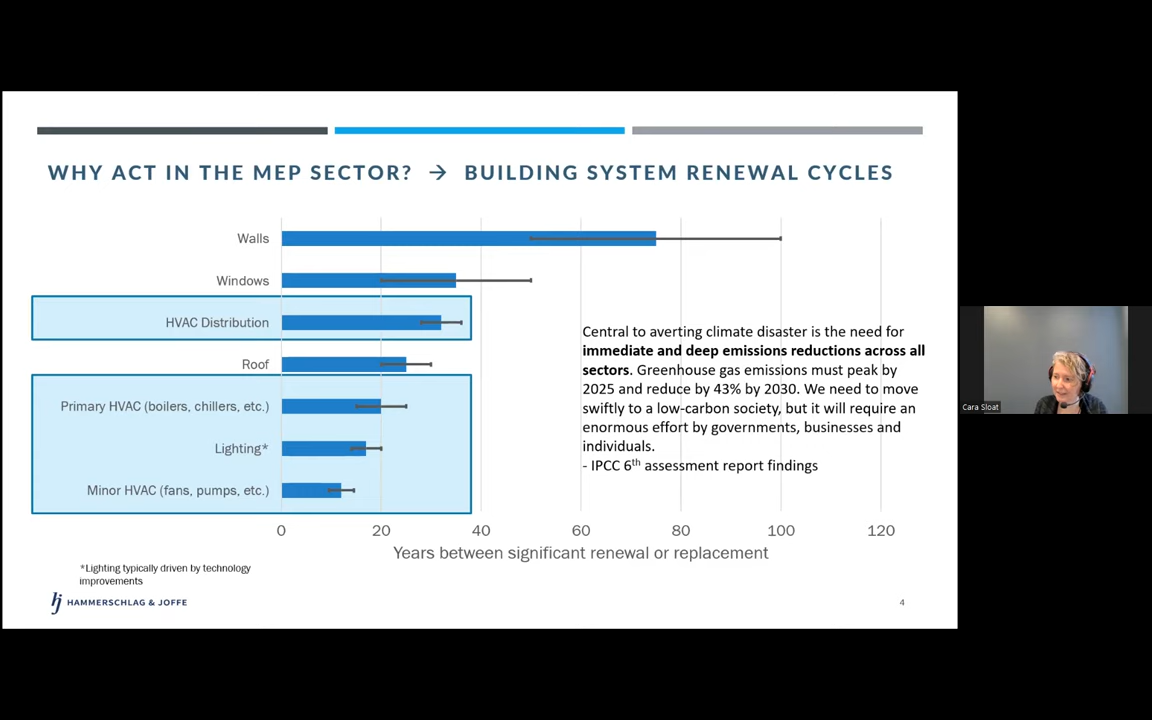 WHY ACT IN THE MEP SECTOR? → BUILDING SYSTEM RENEWAL CYCLES
Walls
Windows
HVAC Distribution
Roof
Primary HVAC (boilers, chillers, etc.)
Lighting*
Minor HVAC (fans, pumps, etc.)
0 20 40 60 80 100 120
Years between significant renewal or replacement
Central to averting climate disaster is the need for
immediate and deep emissions reductions across all
sectors. Greenhouse gas emissions must peak by
2025 and reduce by 43% by 2030. We need to move
swiftly to a low-carbon society, but it will require an
enormous effort by governments, businesses and
individuals.
- IPCC 6th assessment report findings
*Lighting typically driven by technology
improvements
hj HAMMERSCHLAG & JOFFE
4
Cara Sloat